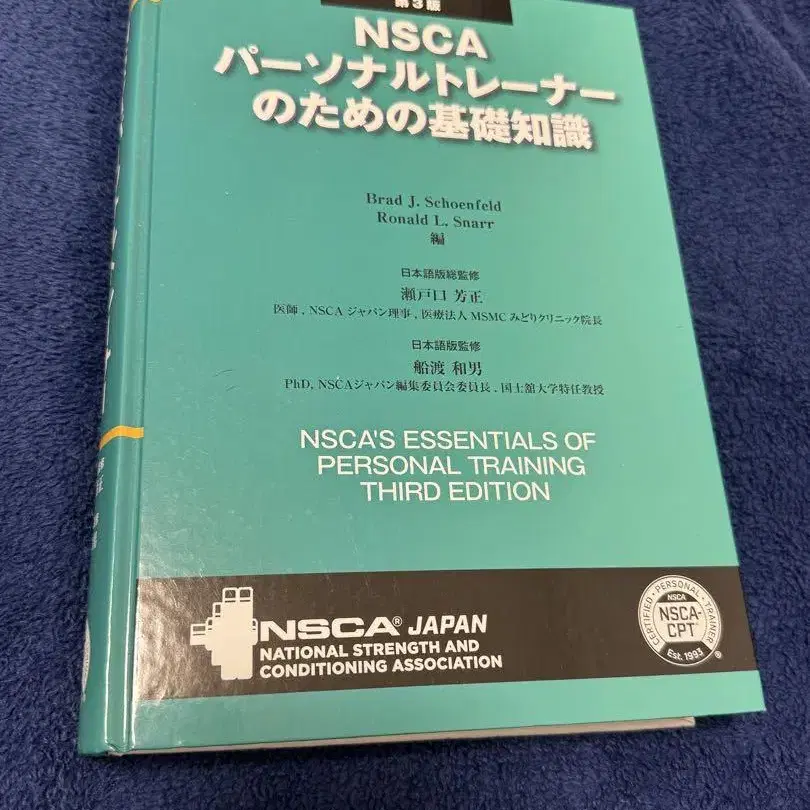 第3版
NSCA
パーソナルトレーナー
のための基礎知識
Brad J. Schoenfeld
Ronald L. Snarr
編
日本語版総監修
瀬戸口 芳正
医師, NSCA ジャパン理事, 医療法人 MSMC みどりクリニック院長
日本語版監修
船渡 和男
PhD, NSCAジャパン編集委員会委員長, 国士舘大学特任教授
NSCA'S ESSENTIALS OF
PERSONAL TRAINING
THIRD EDITION
NSCA® JAPAN
NATIONAL STRENGTH AND
CONDITIONING ASSOCIATION
CERTIFIED • PERSONAL • TRAINER
NSCA
NSCA-
CPT
Est. 1993
®